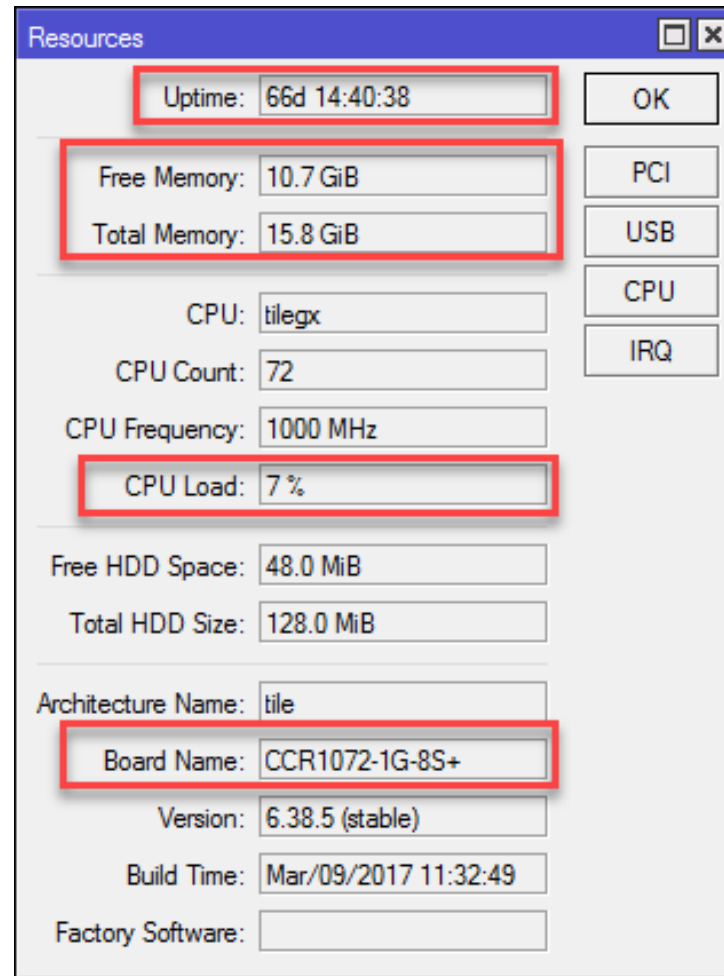 Resources
Uptime: 66d 14:40:38 OK
Free Memory: 10.7 GiB PCI
Total Memory: 15.8 GiB USB
CPU: tilegx CPU
CPU Count: 72 IRQ
CPU Frequency: 1000 MHz
CPU Load: 7 %
Free HDD Space: 48.0 MiB
Total HDD Size: 128.0 MiB
Architecture Name: tile
Board Name: CCR1072-1G-8S+
Version: 6.38.5 (stable)
Build Time: Mar/09/2017 11:32:49
Factory Software: